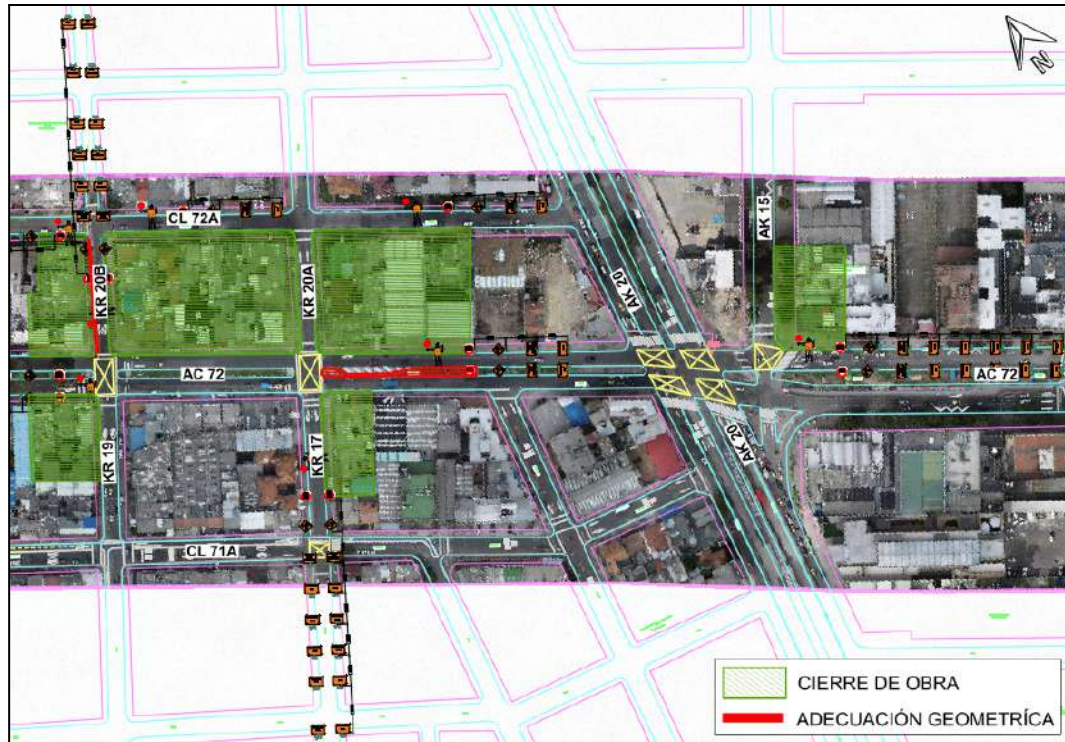 N
CL 72A
KR 20B
KR 20A
AK 20
AK 15
AC 72
AC 72
KR 19
KR 17
AK 20
CL 71A
CIERRE DE OBRA
ADECUACIÓN GEOMETRÍCA